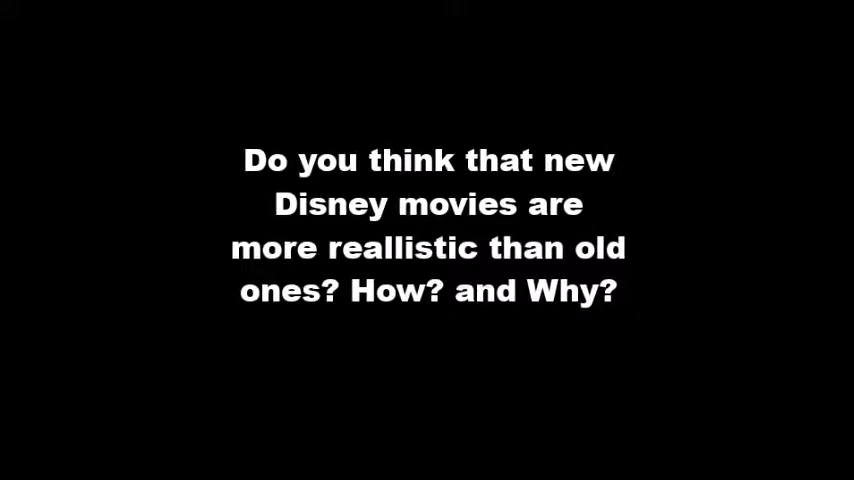 Do you think that new
Disney movies are
more reallistic than old
ones? How? and Why?